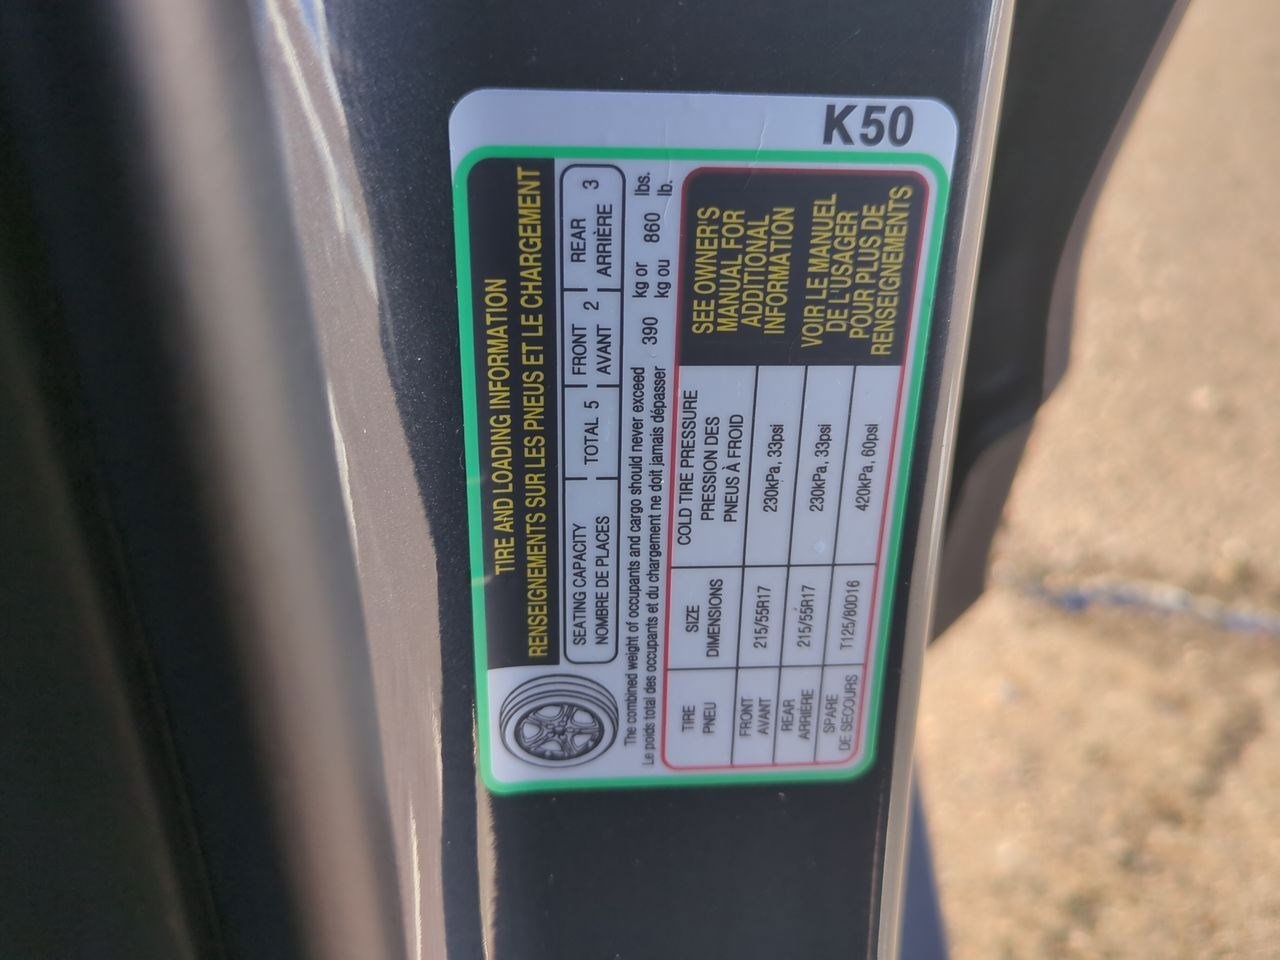 K50
TIRE AND LOADING INFORMATION
RENSEIGNEMENTS SUR LES PNEUS ET LE CHARGEMENT
SEATING CAPACITY
NOMBRE DE PLACES
TOTAL 5
FRONT
AVANT 2
REAR
ARRIÈRE 3
The combined weight of occupants and cargo should never exceed 390 kg or 860 lbs.
Le poids total des occupants et du chargement ne doit jamais dépasser kg ou lb.
TIRE
PNEU
SIZE
DIMENSIONS
COLD TIRE PRESSURE
PRESSION DES
PNEUS À FROID
FRONT
AVANT
215/55R17
230kPa, 33psi
REAR
ARRIÈRE
215/55R17
230kPa, 33psi
SPARE
DE SECOURS
T125/80D16
420kPa, 60psi
SEE OWNER'S
MANUAL FOR
ADDITIONAL
INFORMATION
VOIR LE MANUEL
DE L'USAGER
POUR PLUS DE
RENSEIGNEMENTS